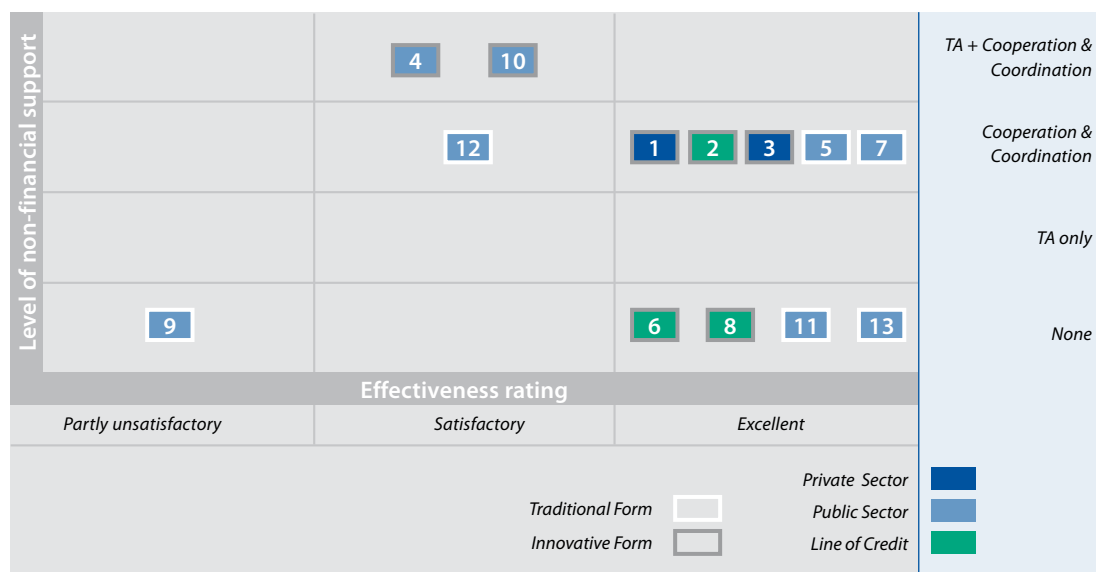 Level of non-financial support
4 10
TA + Cooperation &
Coordination
12 1 2 3 5 7
Cooperation &
Coordination
TA only
9 6 8 11 13
None
Effectiveness rating
Partly unsatisfactory Satisfactory Excellent
Private Sector
Traditional Form Public Sector
Innovative Form Line of Credit